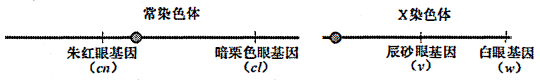 常染色体 X染色体
朱红眼基因 暗栗色眼基因 辰砂眼基因 白眼基因
(cn) (cl) (v) (w)